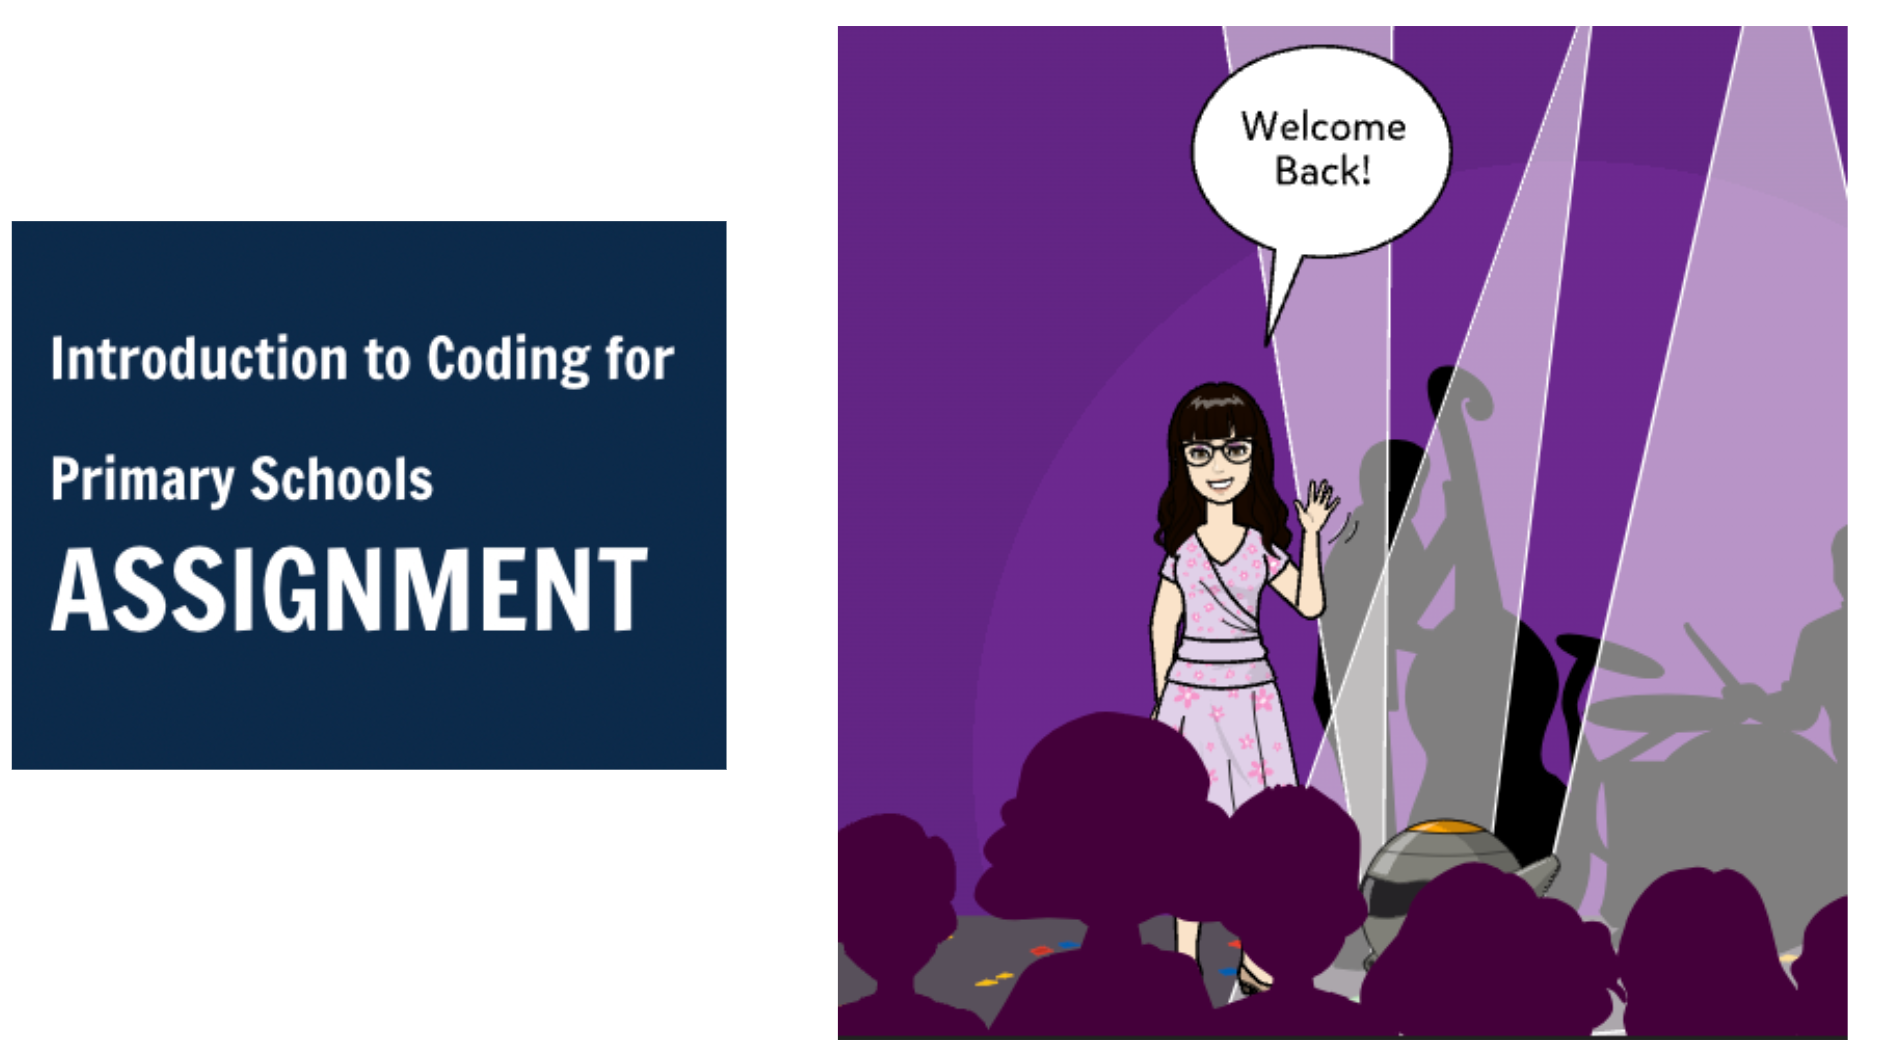 Introduction to Coding for
Primary Schools
ASSIGNMENT
Welcome
Back!